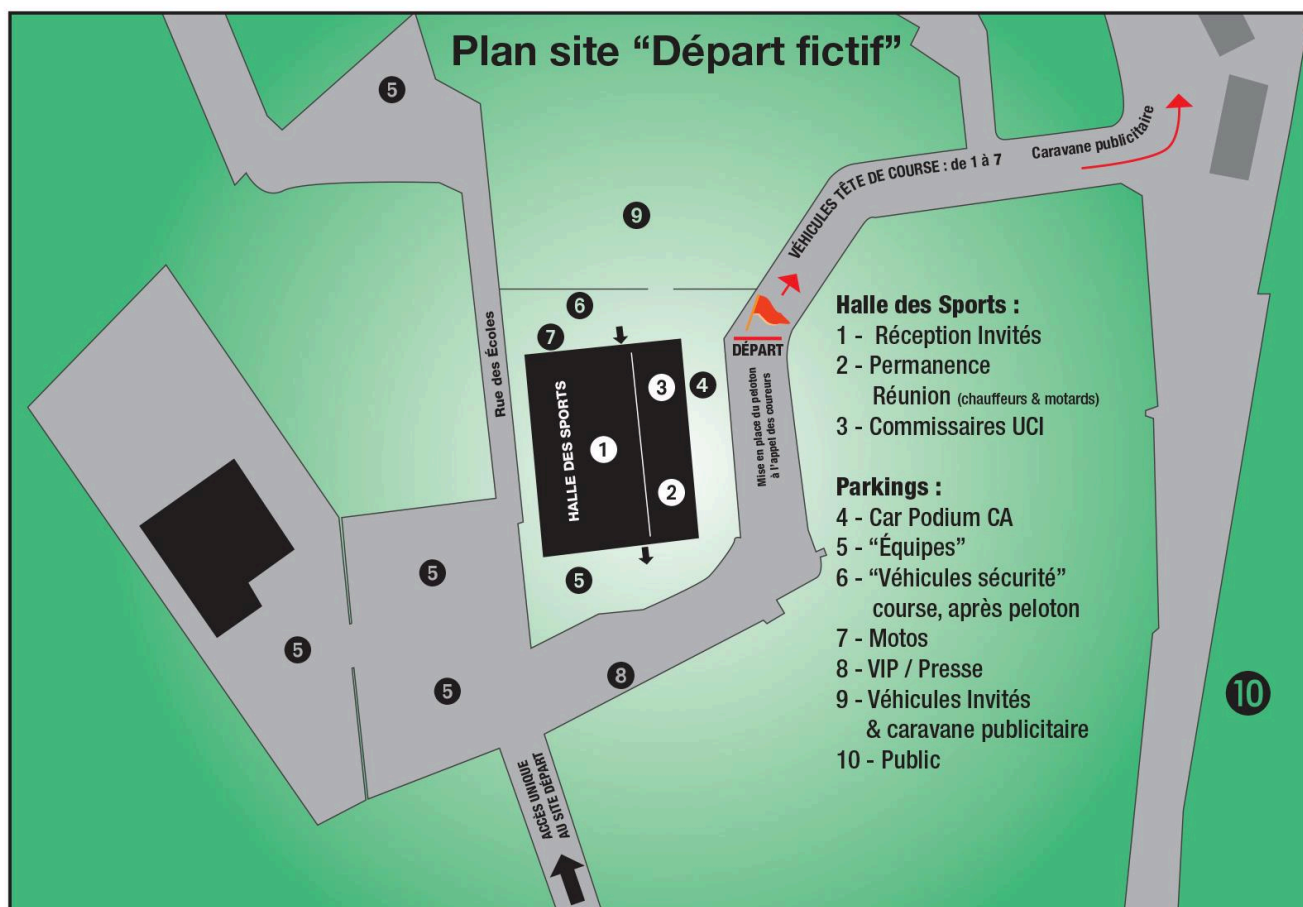 Plan site “Départ fictif”
5
Caravane publicitaire
VÉHICULES TÊTE DE COURSE : de 1 à 7
9
6
7
Rue des Écoles
DÉPART
Mise en place du peloton
à l'appel des coureurs
HALLE DES SPORTS
1
3
4
2
5
5
5
5
8
ACCÈS UNIQUE
AU SITE DÉPART
Halle des Sports :
1 - Réception Invités
2 - Permanence
Réunion (chauffeurs & motards)
3 - Commissaires UCI
Parkings :
4 - Car Podium CA
5 - “Équipes”
6 - “Véhicules sécurité”
course, après peloton
7 - Motos
8 - VIP / Presse
9 - Véhicules Invités
& caravane publicitaire
10 - Public
10